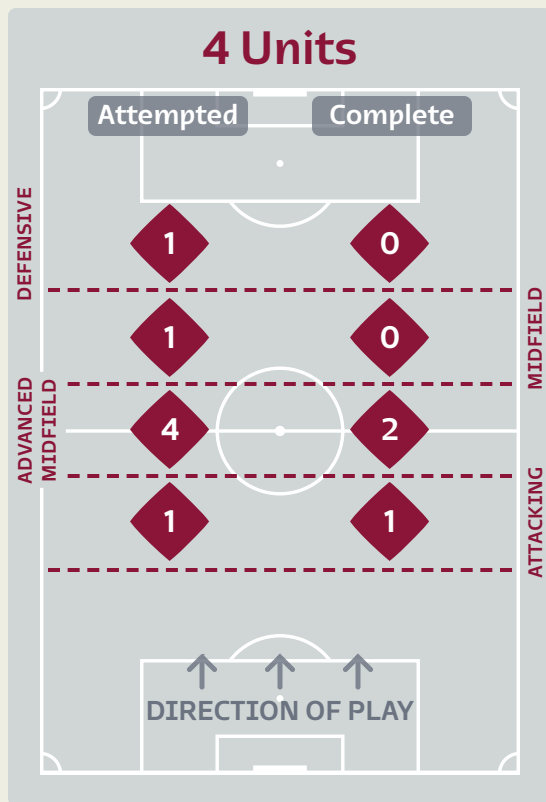 4 Units
Attempted Complete
DEFENSIVE
1 0
MIDFIELD
1 0
ADVANCED
MIDFIELD
4 2
ATTACKING
1 1
DIRECTION OF PLAY